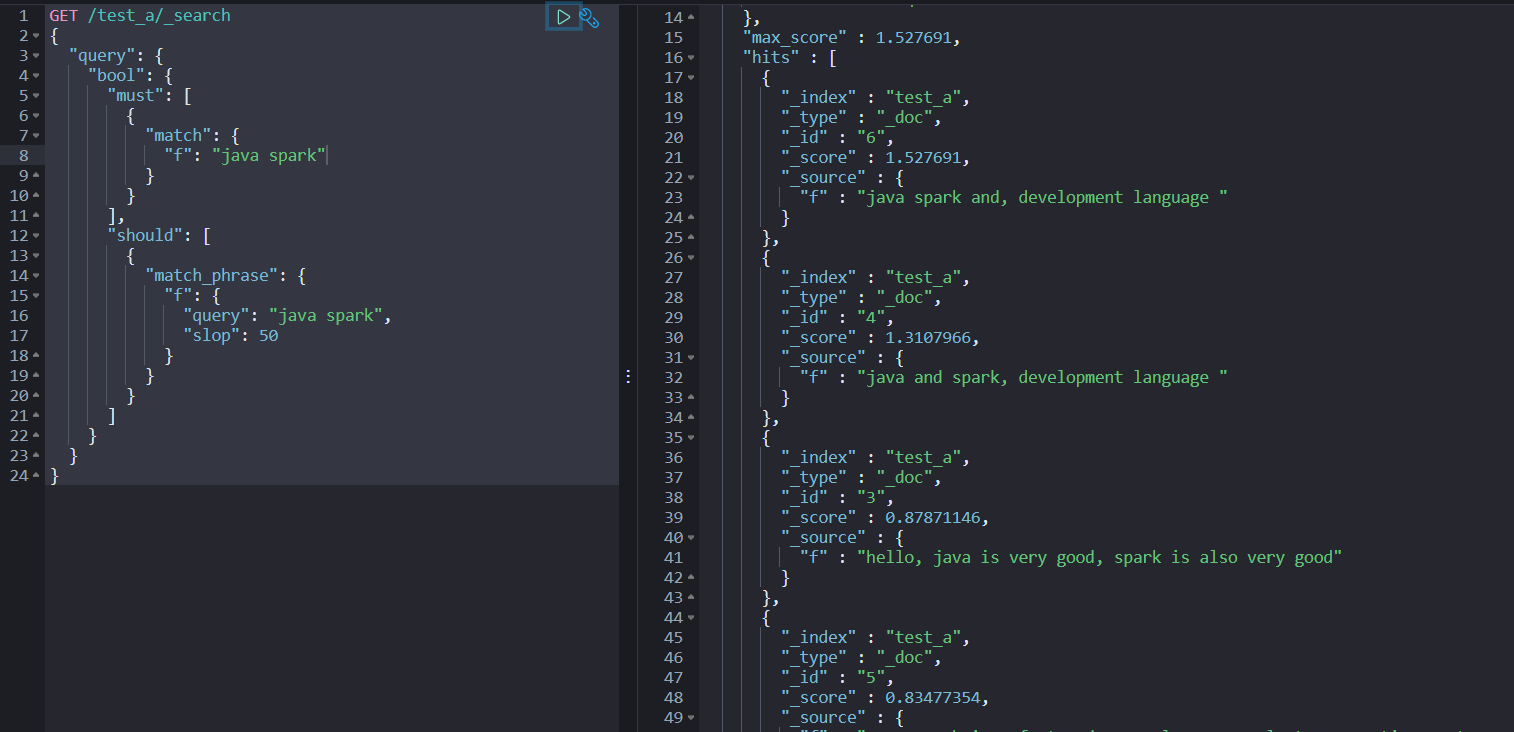 1 GET /test_a/_search
2 {
3 "query": {
4 "bool": {
5 "must": [
6 {
7 "match": {
8 "f": "java spark"
9 }
10 }
11 ],
12 "should": [
13 {
14 "match_phrase": {
15 "f": {
16 "query": "java spark",
17 "slop": 50
18 }
19 }
20 }
21 ]
22 }
23 }
24 }
14 },
15 "max_score" : 1.527691,
16 "hits" : [
17 {
18 "_index" : "test_a",
19 "_type" : "_doc",
20 "_id" : "6",
21 "_score" : 1.527691,
22 "_source" : {
23 "f" : "java spark and, development language "
24 }
25 },
26 {
27 "_index" : "test_a",
28 "_type" : "_doc",
29 "_id" : "4",
30 "_score" : 1.3107966,
31 "_source" : {
32 "f" : "java and spark, development language "
33 }
34 },
35 {
36 "_index" : "test_a",
37 "_type" : "_doc",
38 "_id" : "3",
39 "_score" : 0.87871146,
40 "_source" : {
41 "f" : "hello, java is very good, spark is also very good"
42 }
43 },
44 {
45 "_index" : "test_a",
46 "_type" : "_doc",
47 "_id" : "5",
48 "_score" : 0.83477354,
49 "_source" : {